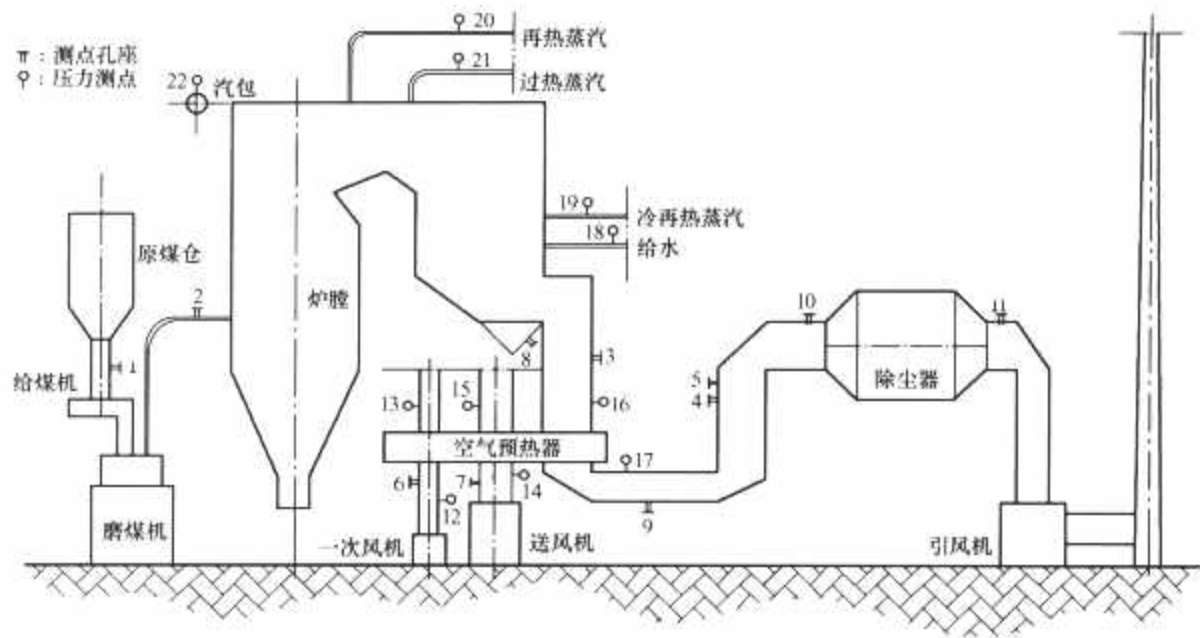 20
再热蒸汽
: 测点孔座
: 压力测点
21
22
汽包
过热蒸汽
19
冷再热蒸汽
18
给水
原煤仓
2
炉膛
10
11
8
3
给煤机
1
5
4
除尘器
13
15
16
空气预热器
17
6
7
14
12
9
磨煤机
一次风机
送风机
引风机